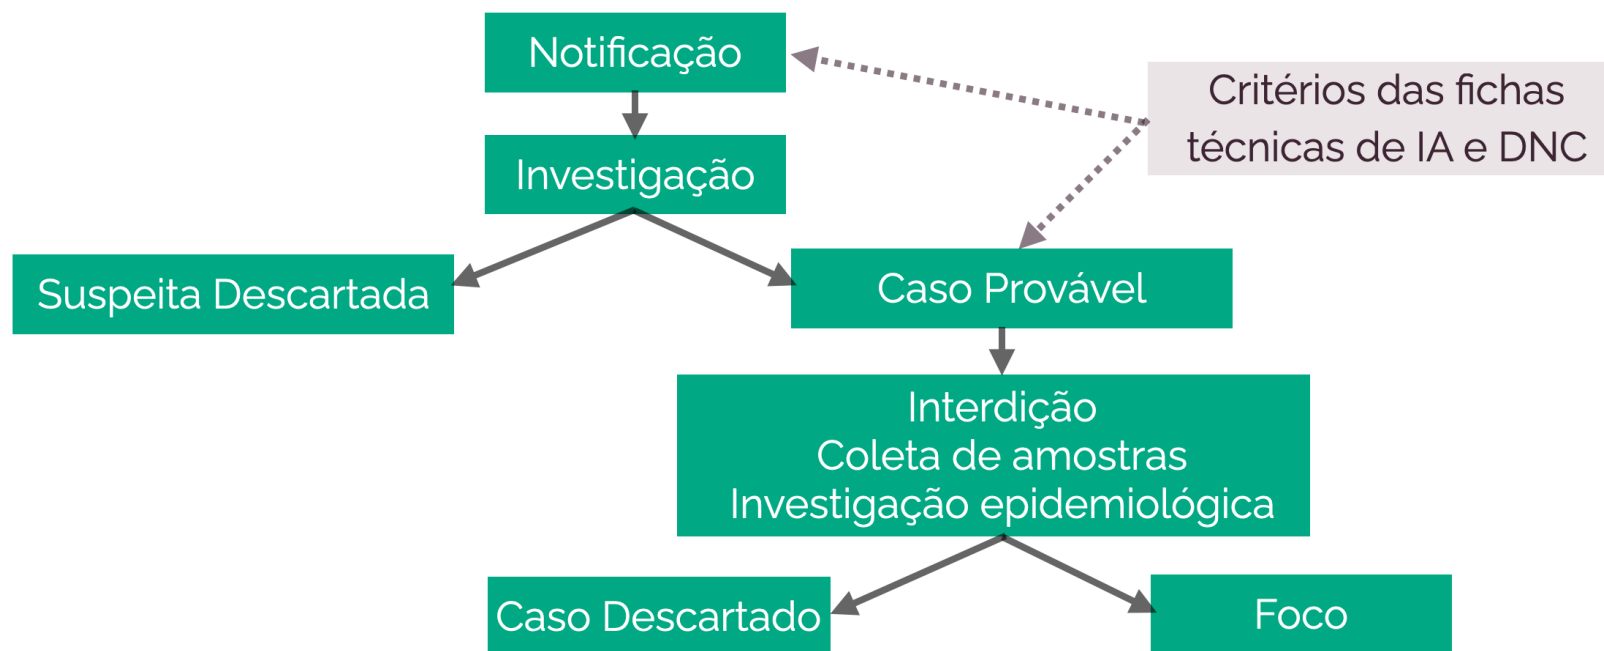 Notificação
Critérios das fichas
técnicas de IA e DNC
Investigação
Suspeita Descartada
Caso Provável
Interdição
Coleta de amostras
Investigação epidemiológica
Caso Descartado
Foco